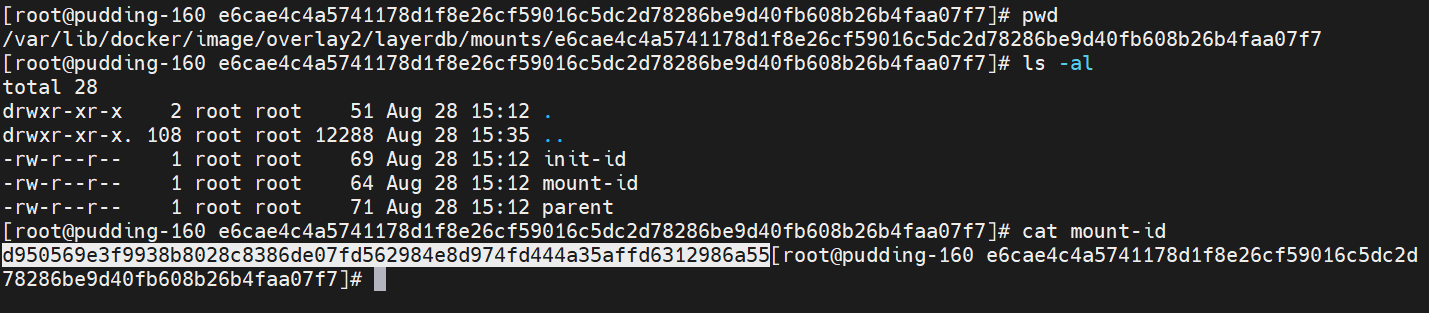 [root@pudding-160 e6cae4c4a5741178d1f8e26cf59016c5dc2d78286be9d40fb608b26b4faa07f7]# pwd
/var/lib/docker/image/overlay2/layerdb/mounts/e6cae4c4a5741178d1f8e26cf59016c5dc2d78286be9d40fb608b26b4faa07f7
[root@pudding-160 e6cae4c4a5741178d1f8e26cf59016c5dc2d78286be9d40fb608b26b4faa07f7]# ls -al
total 28
drwxr-xr-x    2 root root    51 Aug 28 15:12 .
drwxr-xr-x. 108 root root 12288 Aug 28 15:35 ..
-rw-r--r--    1 root root    69 Aug 28 15:12 init-id
-rw-r--r--    1 root root    64 Aug 28 15:12 mount-id
-rw-r--r--    1 root root    71 Aug 28 15:12 parent
[root@pudding-160 e6cae4c4a5741178d1f8e26cf59016c5dc2d78286be9d40fb608b26b4faa07f7]# cat mount-id
d950569e3f9938b8028c8386de07fd562984e8d974fd444a35affd6312986a55[root@pudding-160 e6cae4c4a5741178d1f8e26cf59016c5dc2d
78286be9d40fb608b26b4faa07f7]#